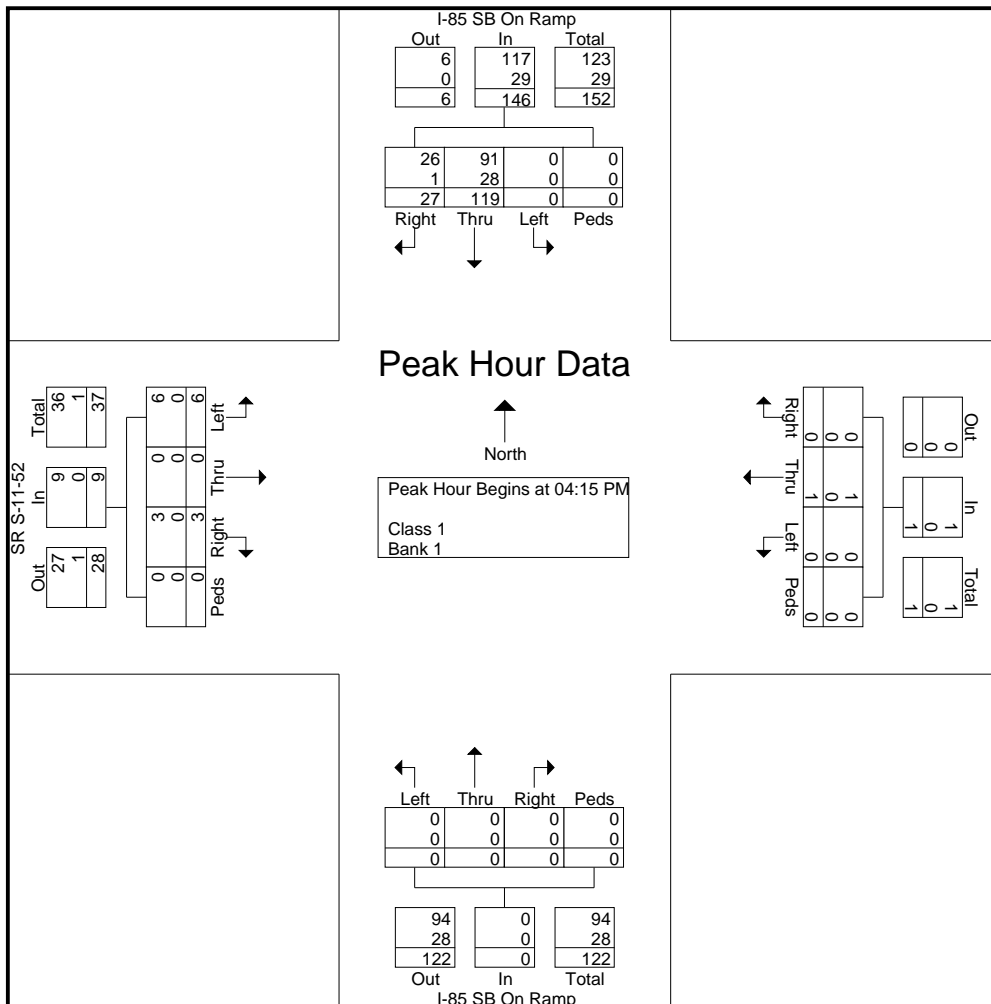 I-85 SB On Ramp
Out In Total
6 117 123
0 29 29
6 146 152
26 91 0 0
1 28 0 0
27 119 0 0
Right Thru Left Peds
Peak Hour Data
North
Peak Hour Begins at 04:15 PM
Class 1
Bank 1
SR S-11-52
Out In Total
27 9 36
1 0 1
28 9 37
Peds Right Thru Left
0 3 0 6
0 0 0 0
0 3 0 6
Out In Total
0 1 1
0 0 0
0 1 1
Right Thru Left Peds
0 1 0 0
0 0 0 0
0 1 0 0
Left Thru Right Peds
0 0 0 0
0 0 0 0
0 0 0 0
94 0 94
28 0 28
122 0 122
Out In Total
I-85 SB On Ramp